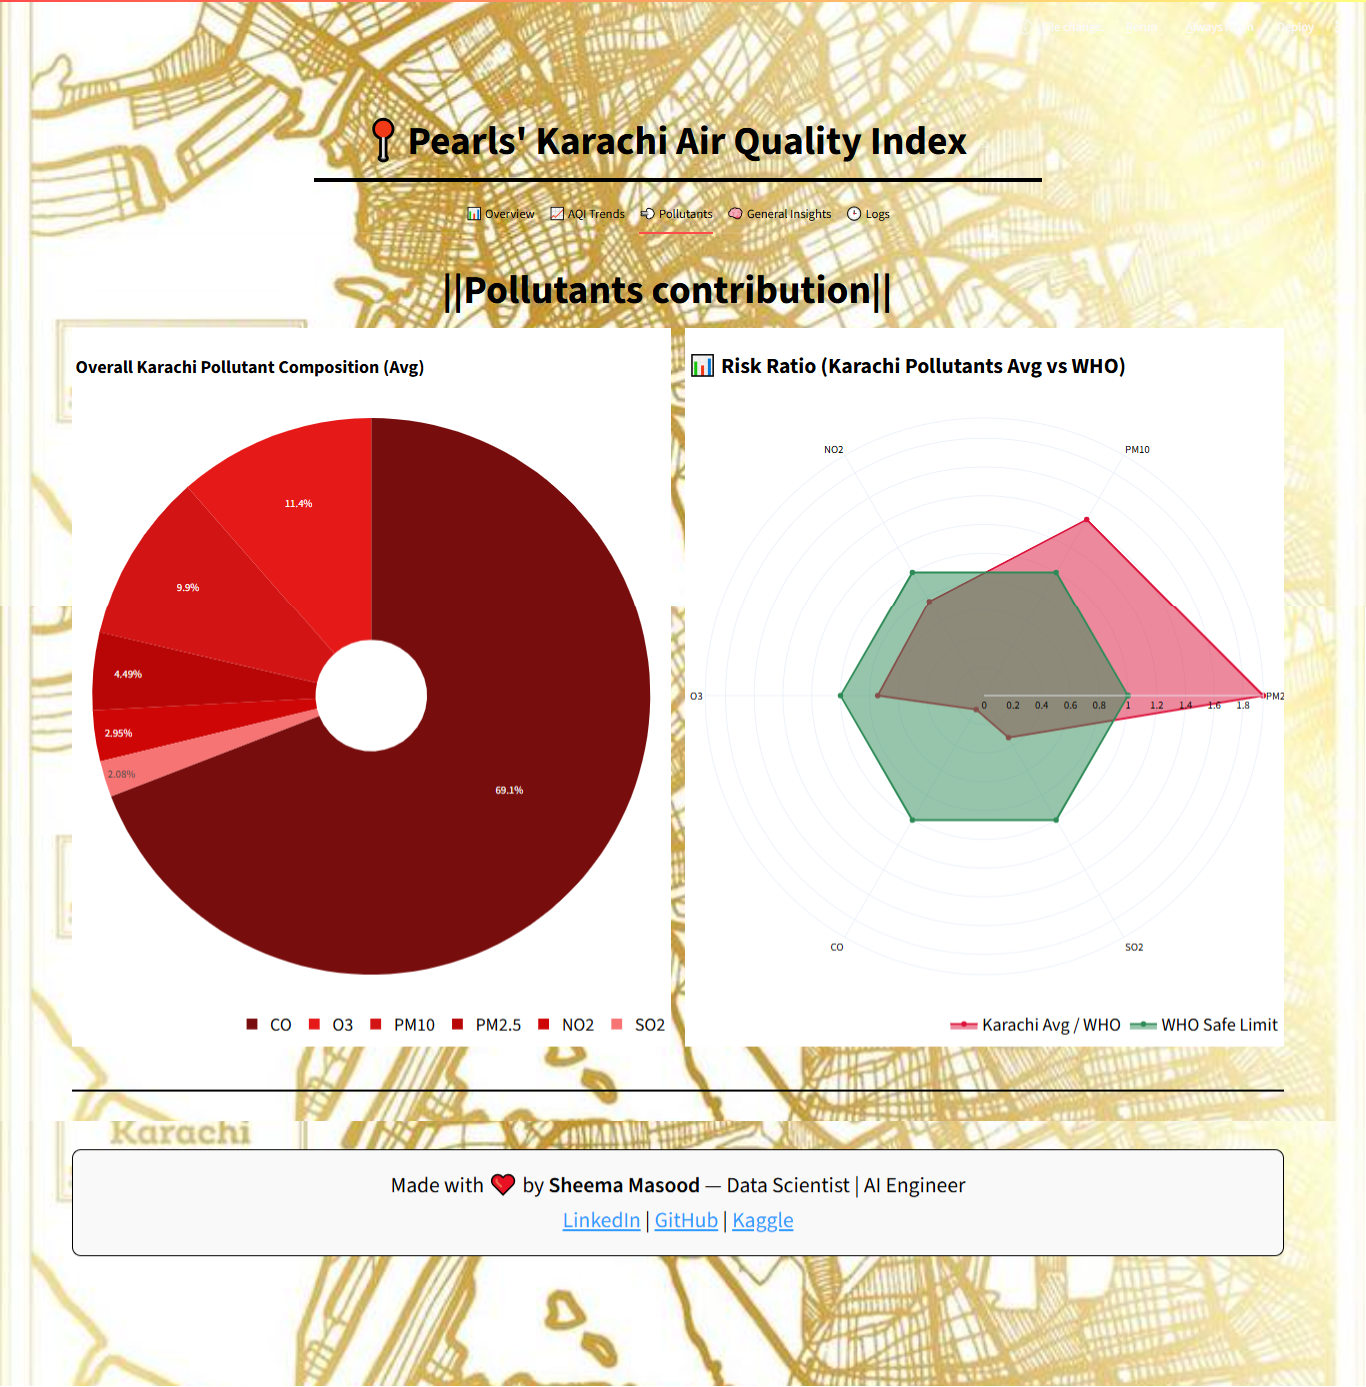 Pearls' Karachi Air Quality Index
Overview AQI Trends Pollutants General Insights Logs
||Pollutants contribution||
Overall Karachi Pollutant Composition (Avg)
11.4%
9.9%
4.49%
2.95%
2.08%
69.1%
CO O3 PM10 PM2.5 NO2 SO2
Risk Ratio (Karachi Pollutants Avg vs WHO)
NO2 PM10
O3 PM2
0 0.2 0.4 0.6 0.8 1 1.2 1.4 1.6 1.8
CO SO2
Karachi Avg / WHO WHO Safe Limit
Karachi
Made with ❤️ by Sheema Masood — Data Scientist | AI Engineer
LinkedIn | GitHub | Kaggle